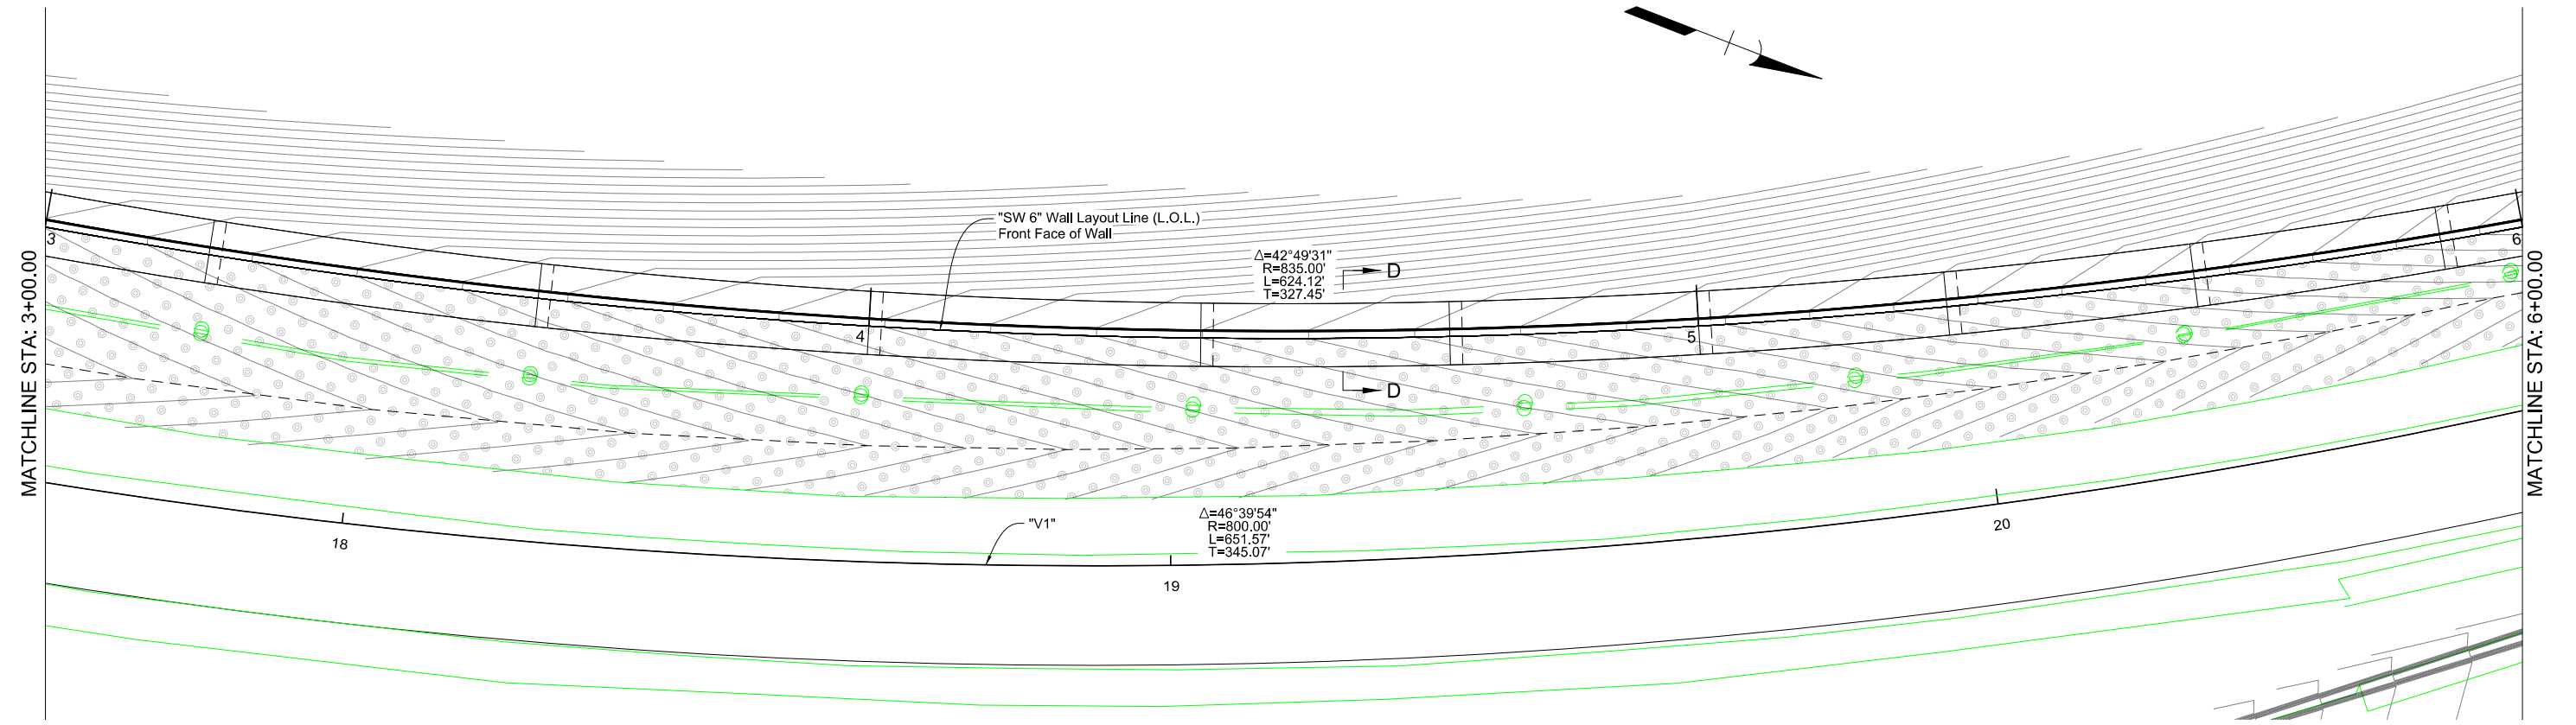 MATCHLINE STA: 3+00.00
3
"SW 6" Wall Layout Line (L.O.L.)
Front Face of Wall
Δ=42°49'31"
R=835.00'
L=624.12'
T=327.45'
D
D
4
5
6
18
"V1"
Δ=46°39'54"
R=800.00'
L=651.57'
T=345.07'
19
20
MATCHLINE STA: 6+00.00